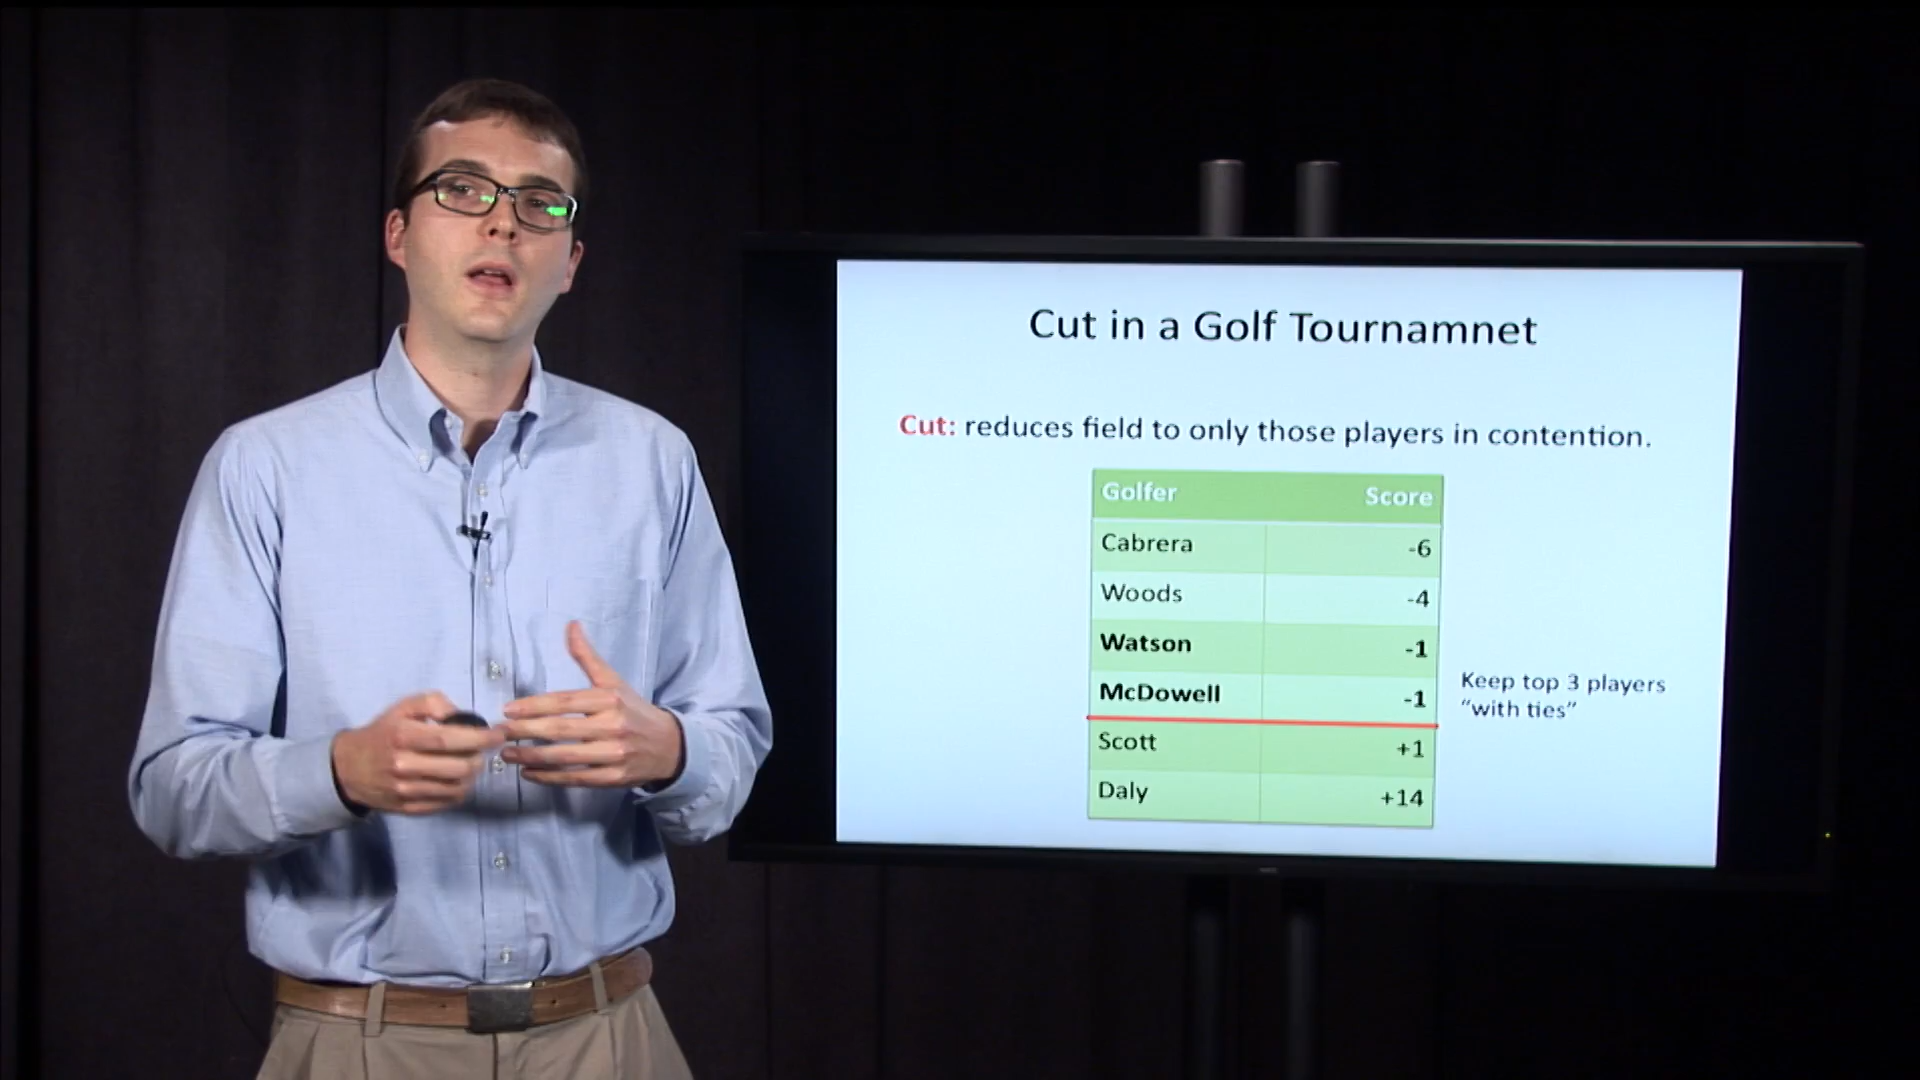 Cut in a Golf Tournamnet
Cut: reduces field to only those players in contention.
Golfer Score
Cabrera -6
Woods -4
Watson -1
McDowell -1
Scott +1
Daly +14
Keep top 3 players
“with ties”